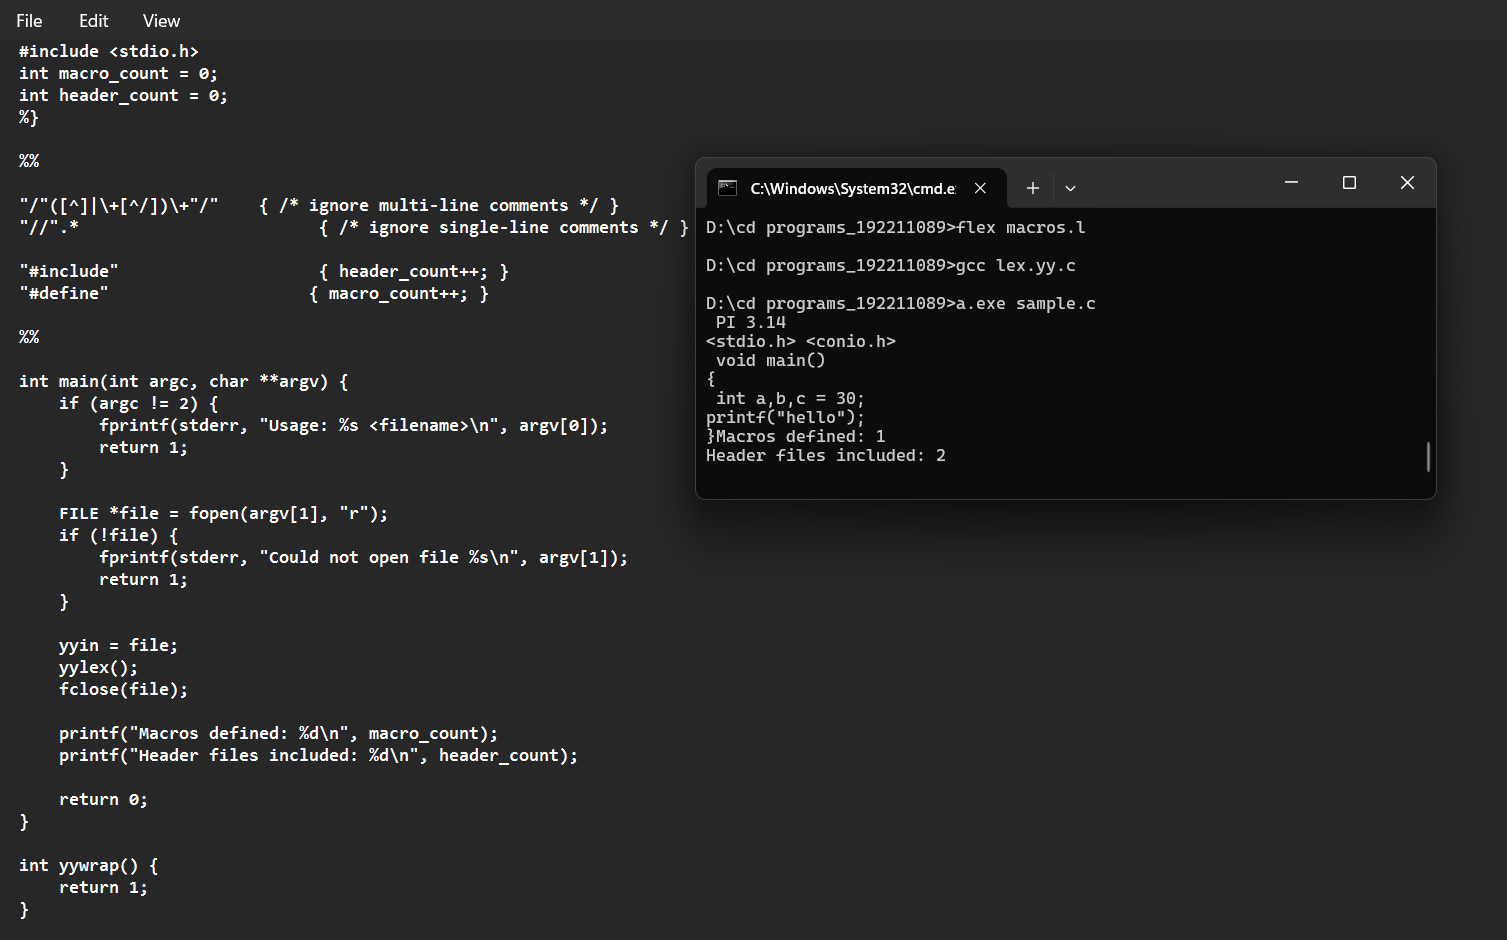 File Edit View
#include <stdio.h>
int macro_count = 0;
int header_count = 0;
%}
%%
"/"([^]|\+[^/])\+"/"    { /* ignore multi-line comments */ }
"//".*                        { /* ignore single-line comments */ }
"#include"                    { header_count++; }
"#define"                    { macro_count++; }
%%
int main(int argc, char **argv) {
    if (argc != 2) {
        fprintf(stderr, "Usage: %s <filename>\n", argv[0]);
        return 1;
    }
    FILE *file = fopen(argv[1], "r");
    if (!file) {
        fprintf(stderr, "Could not open file %s\n", argv[1]);
        return 1;
    }
    yyin = file;
    yylex();
    fclose(file);
    printf("Macros defined: %d\n", macro_count);
    printf("Header files included: %d\n", header_count);
    return 0;
}
int yywrap() {
    return 1;
}
C:\Windows\System32\cmd.e
D:\cd programs_192211089>flex macros.l
D:\cd programs_192211089>gcc lex.yy.c
D:\cd programs_192211089>a.exe sample.c
 PI 3.14
<stdio.h> <conio.h>
 void main()
{
 int a,b,c = 30;
printf("hello");
}Macros defined: 1
Header files included: 2